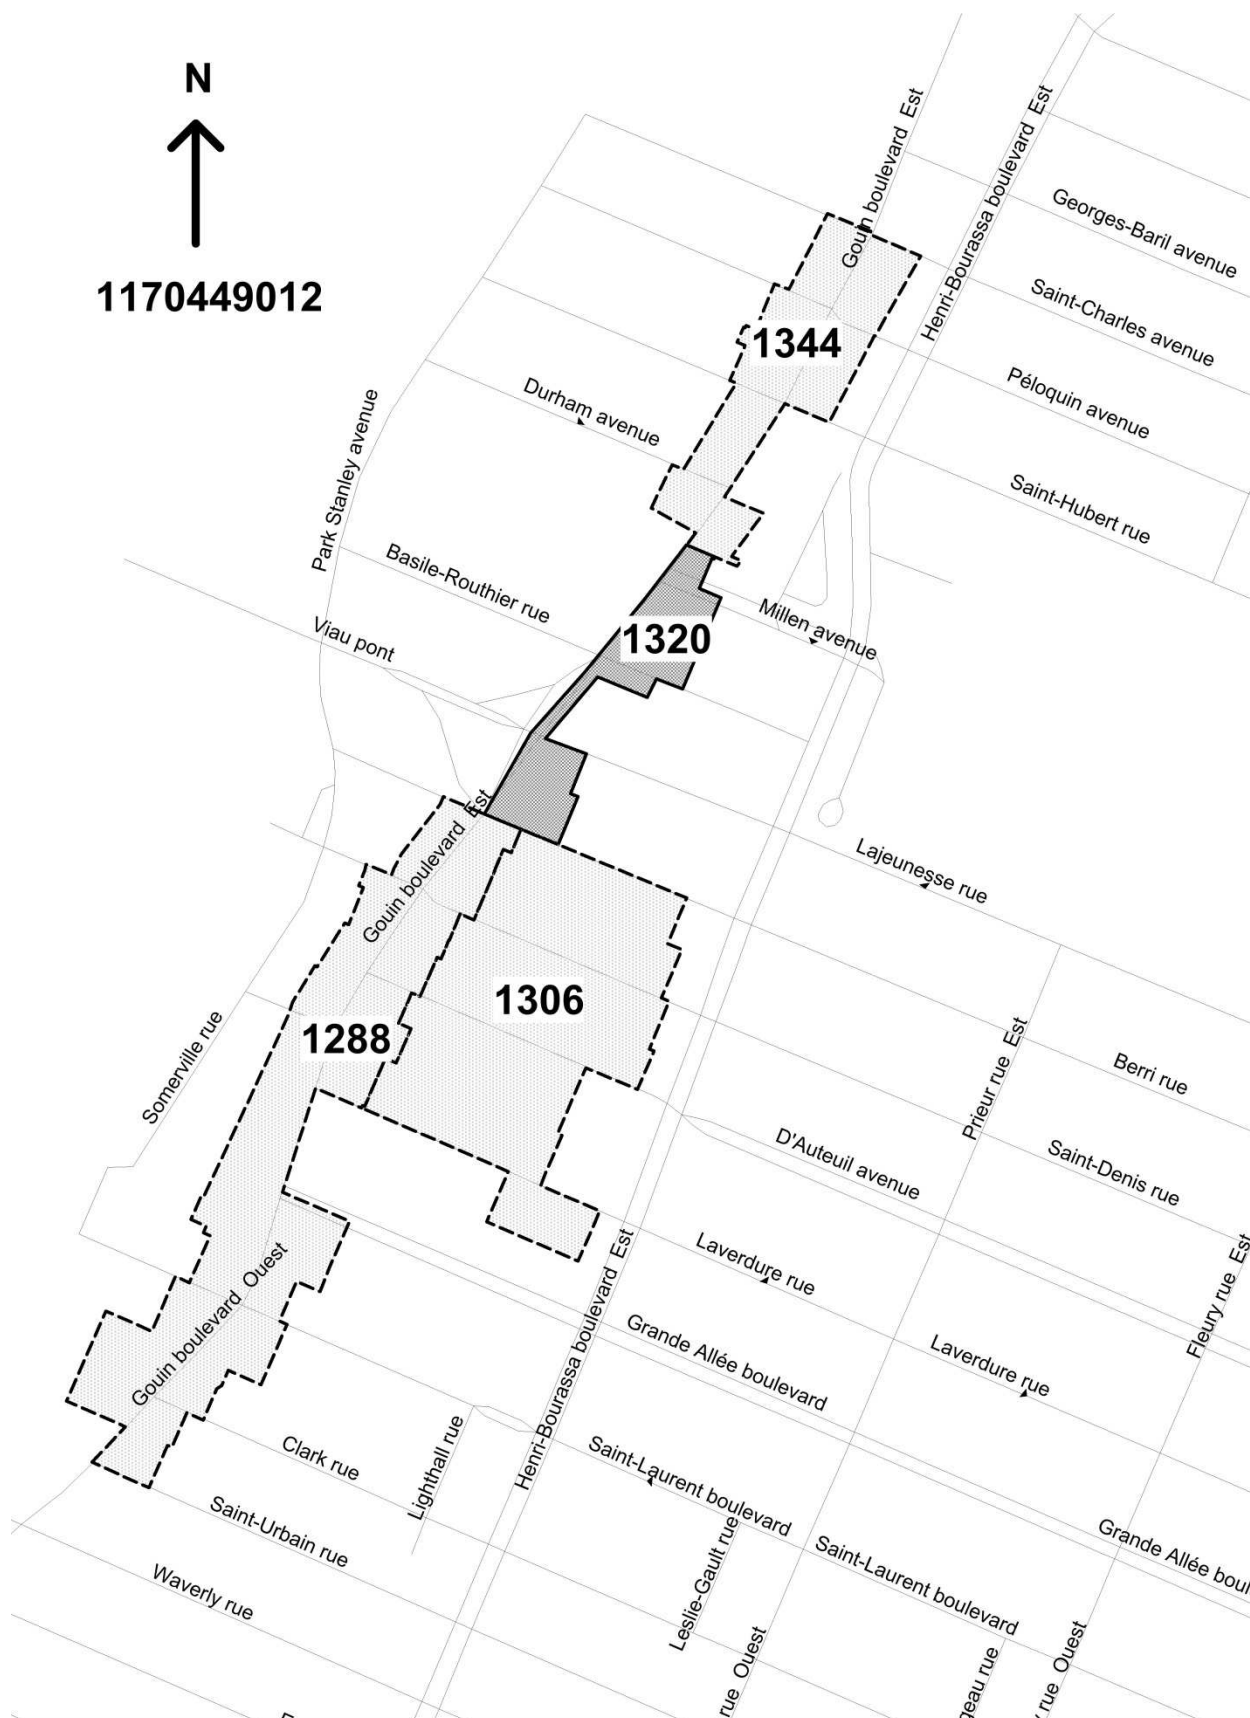 N
1170449012
Gouin boulevard Est
Henri-Bourassa boulevard Est
Georges-Baril avenue
Saint-Charles avenue
Péloquin avenue
Saint-Hubert rue
1344
Durham avenue
Park Stanley avenue
Basile-Routhier rue
Viau pont
1320
Millen avenue
Gouin boulevard Est
Lajeunesse rue
1306
1288
Somerville rue
Berri rue
Prieur rue Est
Saint-Denis rue
D'Auteuil avenue
Laverdure rue
Fleury rue Est
Gouin boulevard Ouest
Henri-Bourassa boulevard Est
Grande Allée boulevard
Laverdure rue
Clark rue
Lighthall rue
Saint-Laurent boulevard
Saint-Urbain rue
Leslie-Gault rue
Saint-Laurent boulevard
Grande Allée boul
Waverly rue
rue Ouest
geau rue
rue Ouest